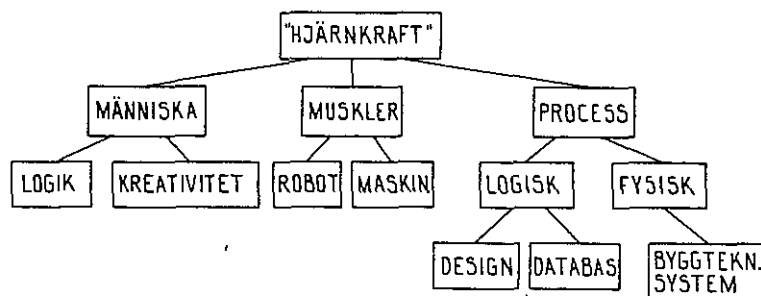 "HJÄRNKRAFT"
MÄNNISKA
MUSKLER
PROCESS
LOGIK
KREATIVITET
ROBOT
MASKIN
LOGISK
FYSISK
DESIGN
DATABAS
BYGGTEKN.
SYSTEM